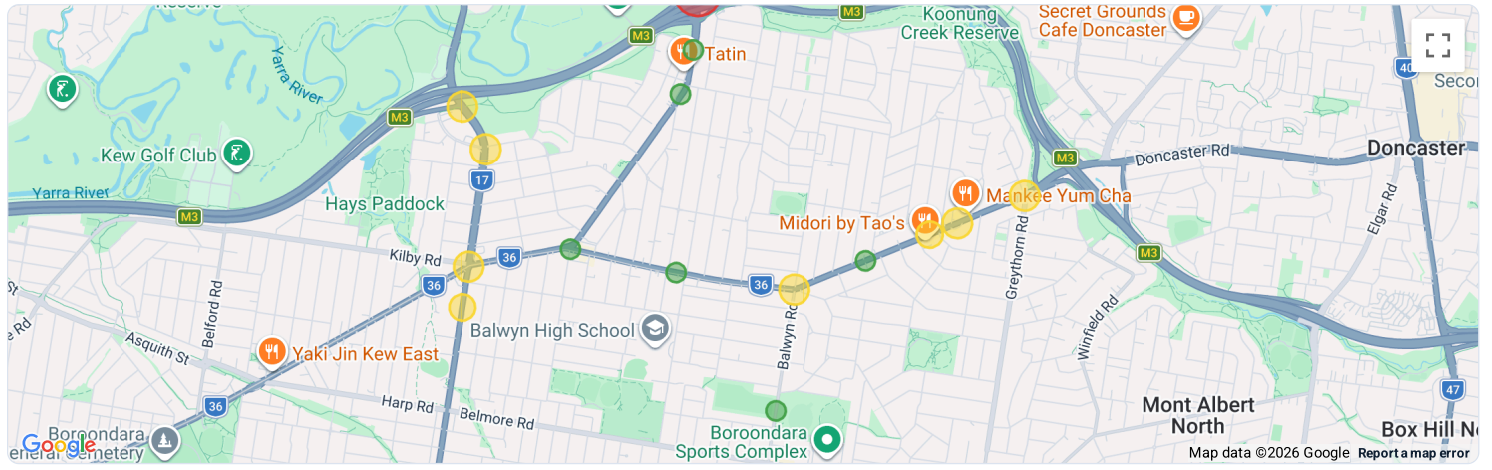 Reserve
M3
Koonung
Creek Reserve
Secret Grounds
Cafe Doncaster
M3
Tatin
40
Yarra River
M3
Kew Golf Club
M3
Doncaster Rd
Doncaster
17
Yarra River
Hays Paddock
M3
Mankee Yum Cha
Midori by Tao's
Elgar Rd
Kilby Rd
36
Greythorn Rd
M3
36
36
Belford Rd
Balwyn High School
Balwyn Rd
Winfield Rd
Asquith St
Yaki Jin Kew East
47
36
Harp Rd
Belmore Rd
Mont Albert
North
Boroondara
Boroondara
Sports Complex
Box Hill
Google
Cemetery
Map data ©2026 Google
Report a map error